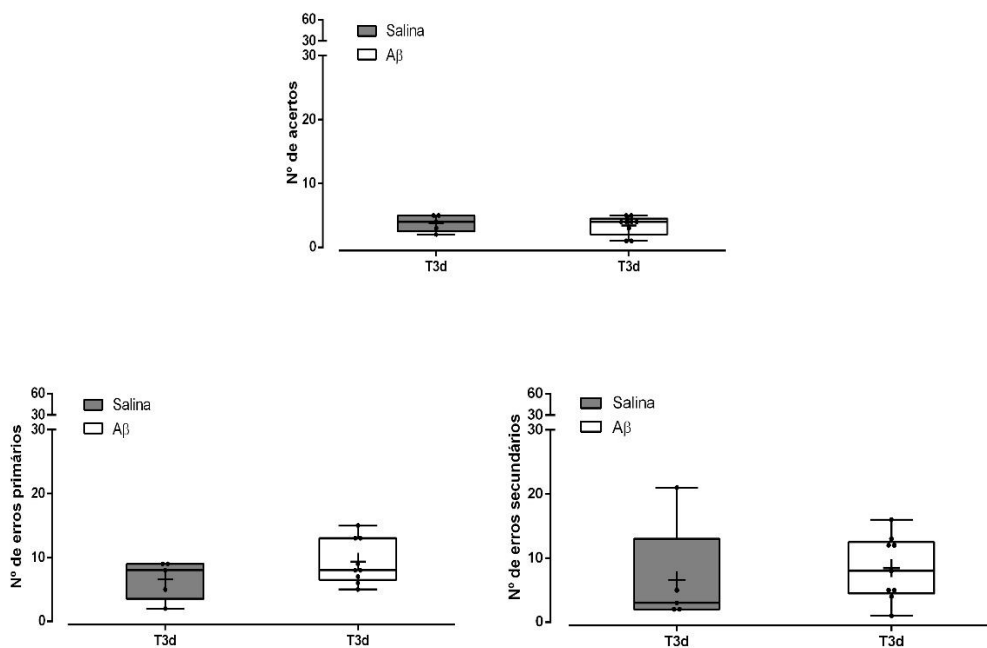 60
30
30
20
10
0
Nº de acertos
Salina
Aβ
T3d
T3d
60
30
30
20
10
0
Nº de erros primários
Salina
Aβ
T3d
T3d
60
30
30
20
10
0
Nº de erros secundários
Salina
Aβ
T3d
T3d